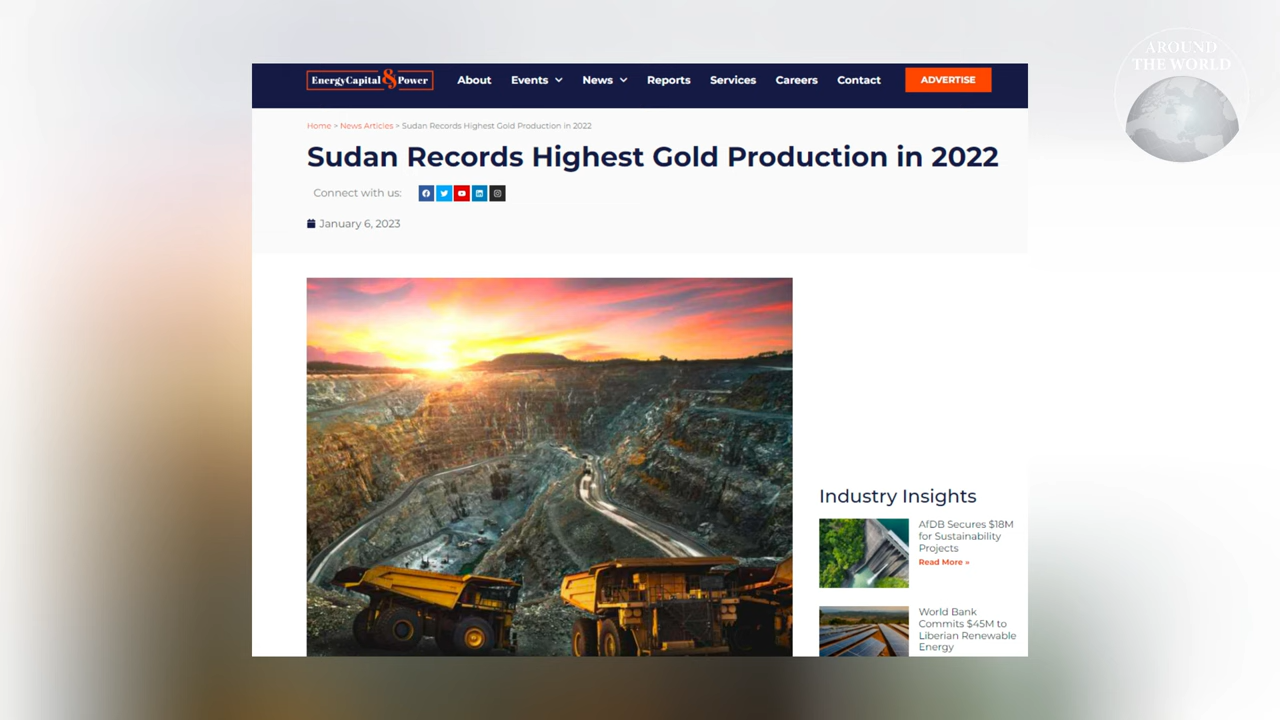 AROUND
THE WORLD
EnergyCapital & Power
About
Events
News
Reports
Services
Careers
Contact
ADVERTISE
Home > News Articles > Sudan Records Highest Gold Production in 2022
Sudan Records Highest Gold Production in 2022
Connect with us:
January 6, 2023
Industry Insights
AfDB Secures $18M
for Sustainability
Projects
Read More »
World Bank
Commits $45M to
Liberian Renewable
Energy